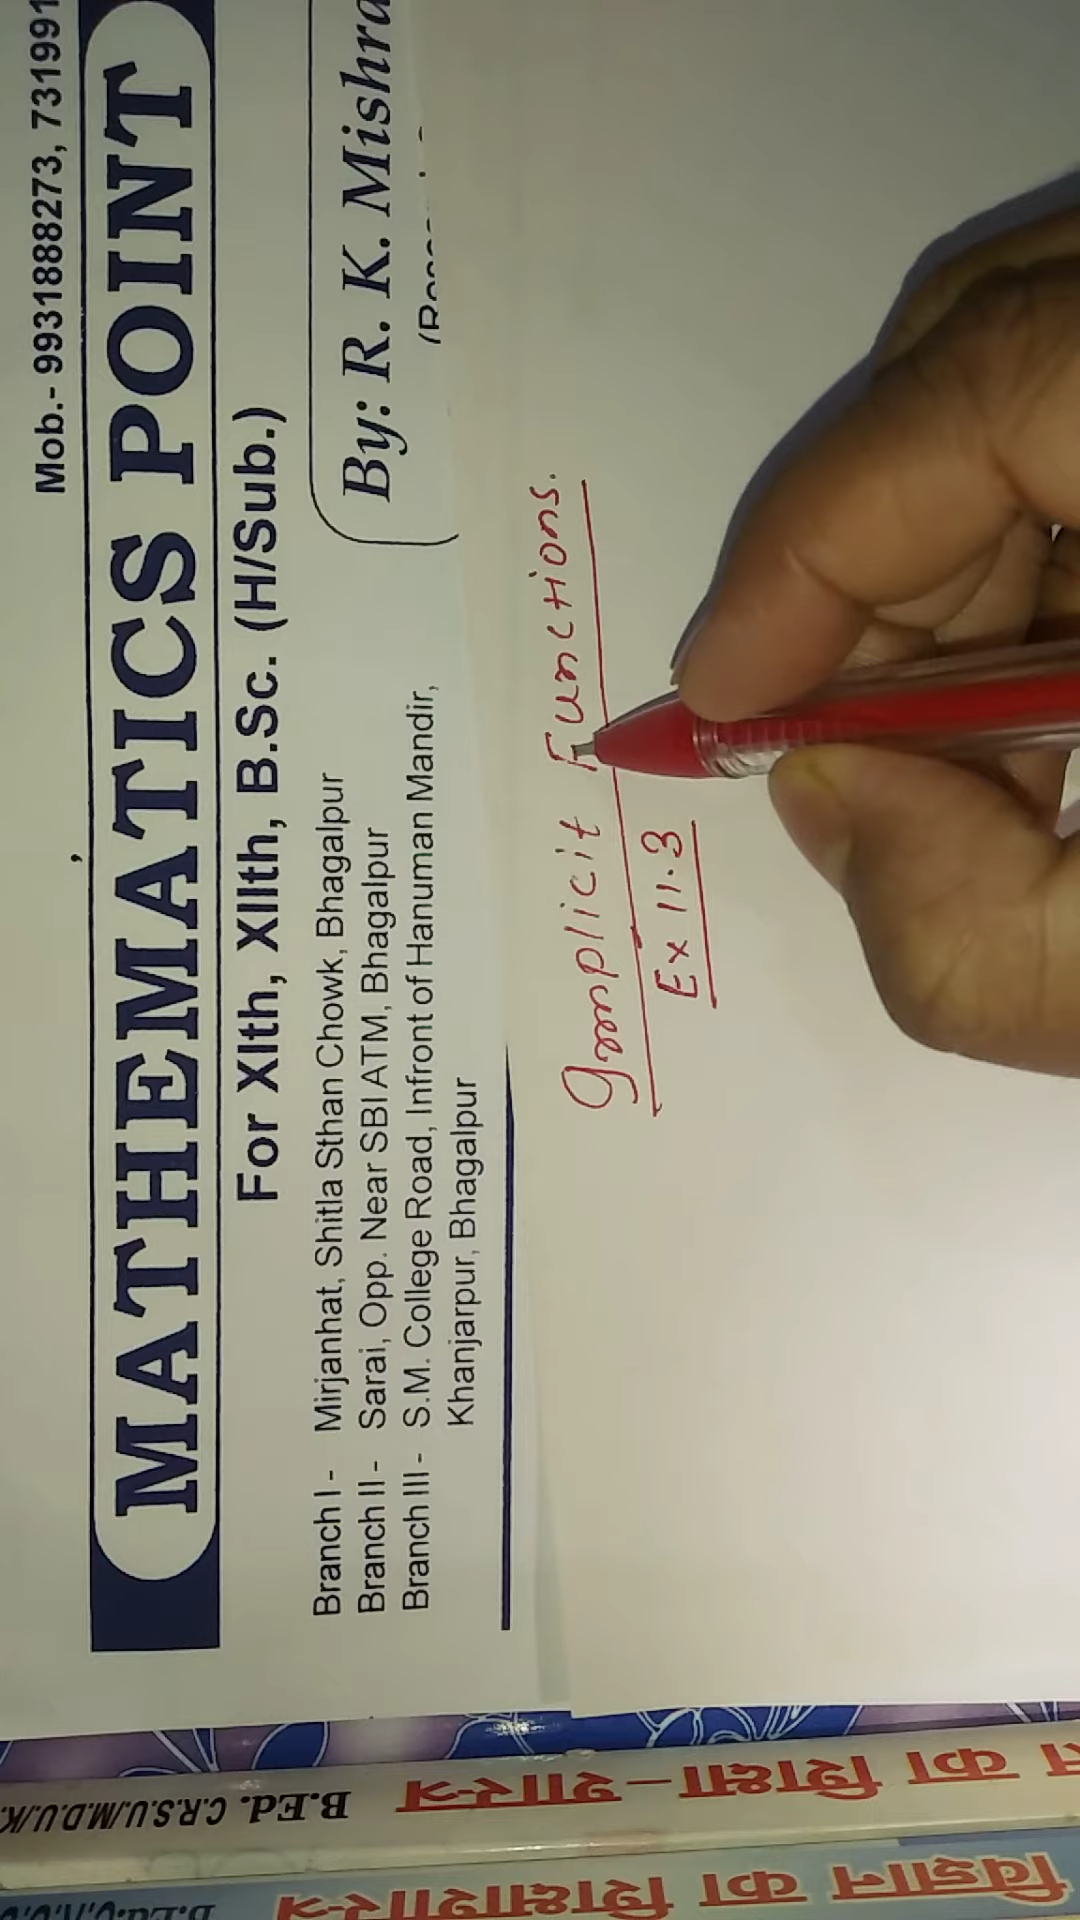 Mob.- 9931888273, 731991
MATHEMATICS POINT
For XIth, XIIth, B.Sc. (H/Sub.)
Branch I - Mirjanhat, Shitla Sthan Chowk, Bhagalpur
Branch II - Sarai, Opp. Near SBI ATM, Bhagalpur
Branch III - S.M. College Road, Infront of Hanuman Mandir,
Khanjarpur, Bhagalpur
By: R. K. Mishra
Implicit Functions.
Ex 11.3
B.Ed. C.R.S.U/M.D.U/K.
का शिक्षा-शास्त्र
विज्ञान का शिक्षाशास्त्र